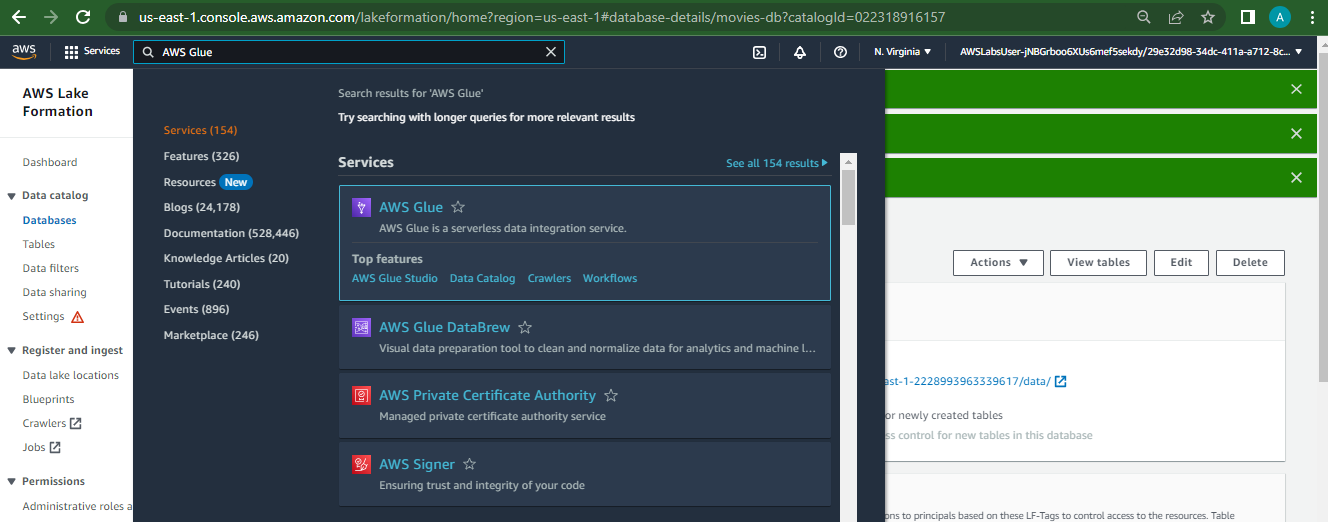 us-east-1.console.aws.amazon.com/lakeformation/home?region=us-east-1#database-details/movies-db?catalogId=022318916157
A
aws
Services
AWS Glue
N. Virginia
AWSLabsUser-jNBGrboo6XUs6mef5sekdy/29e32d98-34dc-411a-a712-8c...
AWS Lake
Formation
Dashboard
Data catalog
Databases
Tables
Data filters
Data sharing
Settings
Register and ingest
Data lake locations
Blueprints
Crawlers
Jobs
Permissions
Administrative roles a
Services (154)
Features (326)
Resources New
Blogs (24,178)
Documentation (528,446)
Knowledge Articles (20)
Tutorials (240)
Events (896)
Marketplace (246)
Search results for 'AWS Glue'
Try searching with longer queries for more relevant results
Services
See all 154 results
AWS Glue
AWS Glue is a serverless data integration service.
Top features
AWS Glue Studio Data Catalog Crawlers Workflows
AWS Glue DataBrew
Visual data preparation tool to clean and normalize data for analytics and machine l...
AWS Private Certificate Authority
Managed private certificate authority service
AWS Signer
Ensuring trust and integrity of your code
Actions View tables Edit Delete
ast-1-2228993963339617/data/
or newly created tables
ss control for new tables in this database
ons to principals based on these LF-Tags to control access to the resources. Table